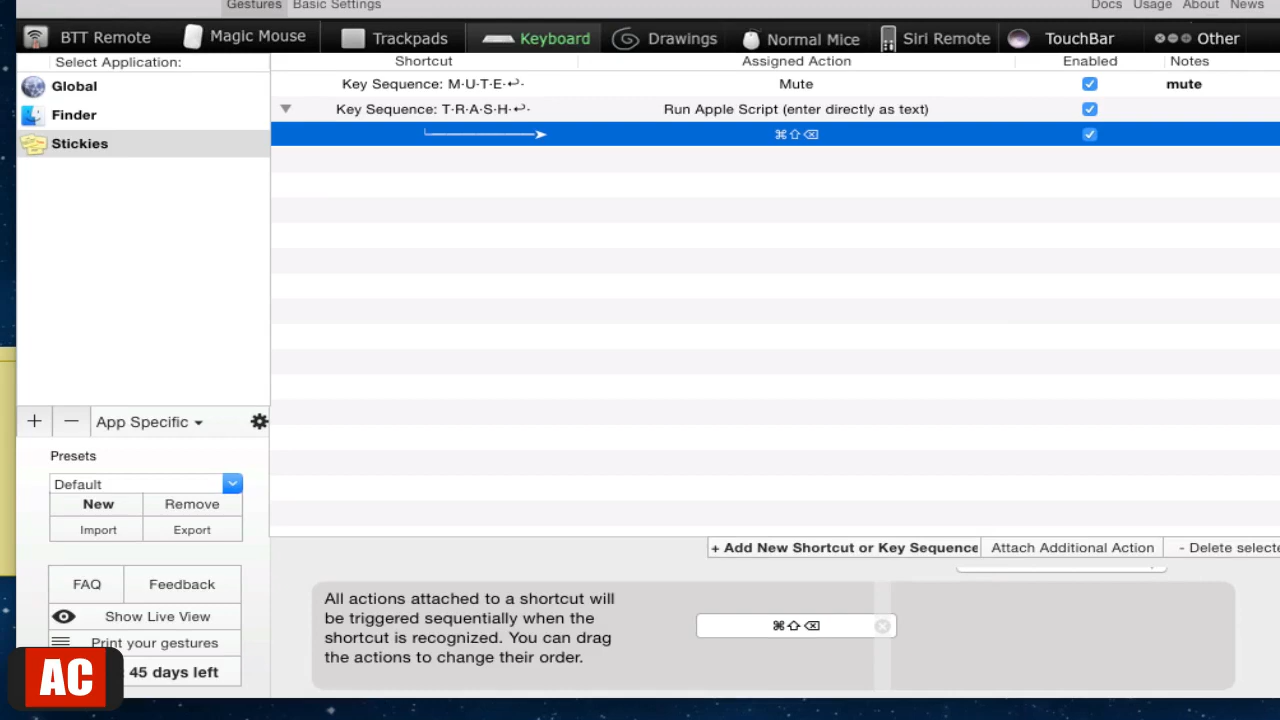 Gestures Basic Settings Docs Usage About News
BTT Remote Magic Mouse Trackpads Keyboard Drawings Normal Mice Siri Remote TouchBar Other
Select Application: Shortcut Assigned Action Enabled Notes
Global Key Sequence: M·U·T·E·↩· Mute mute
Key Sequence: T·R·A·S·H·↩· Run Apple Script (enter directly as text)
Finder
⌘⇧⌫
Stickies
+ − App Specific
Presets
Default
New Remove
Import Export
+ Add New Shortcut or Key Sequence Attach Additional Action - Delete selecte
FAQ Feedback
Show Live View
Print your gestures
45 days left
All actions attached to a shortcut will
be triggered sequentially when the
shortcut is recognized. You can drag
the actions to change their order.
⌘⇧⌫
AC